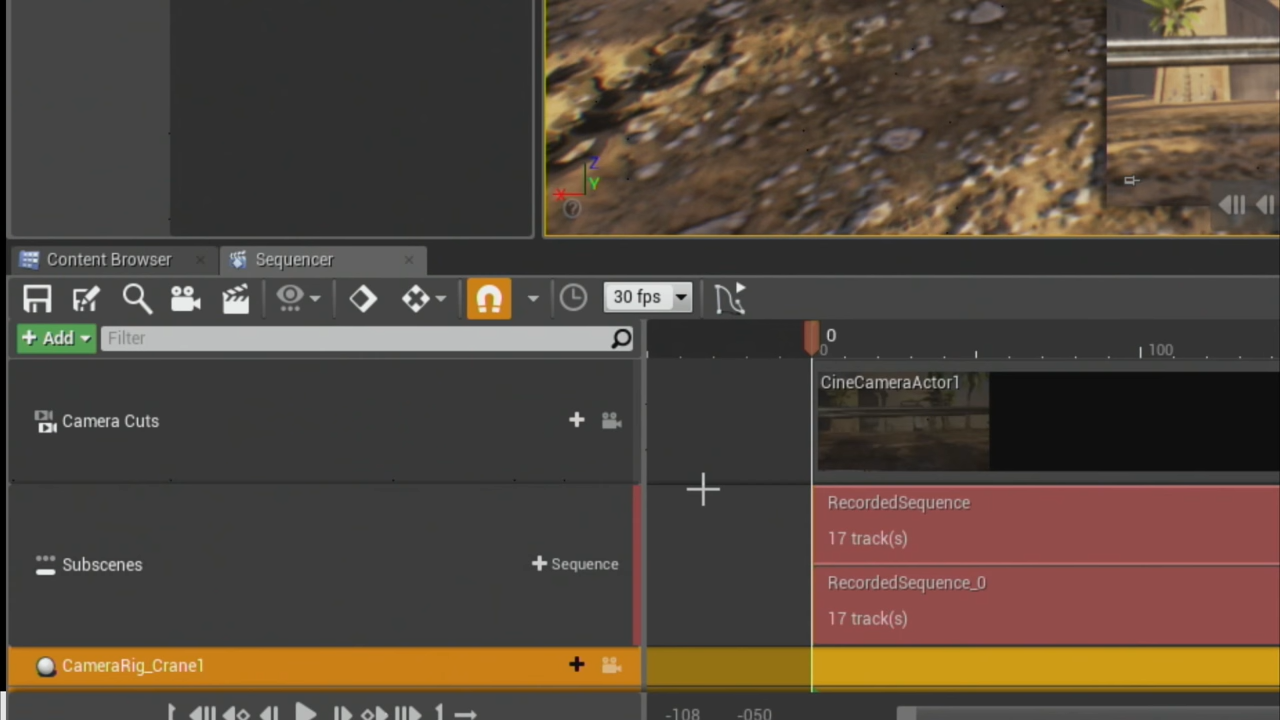 Z
Y
X
Content Browser
Sequencer
30 fps
Add
Filter
0
0
100
CineCameraActor1
Camera Cuts
RecordedSequence
17 track(s)
Subscenes
Sequence
RecordedSequence_0
17 track(s)
CameraRig_Crane1
-108
-050